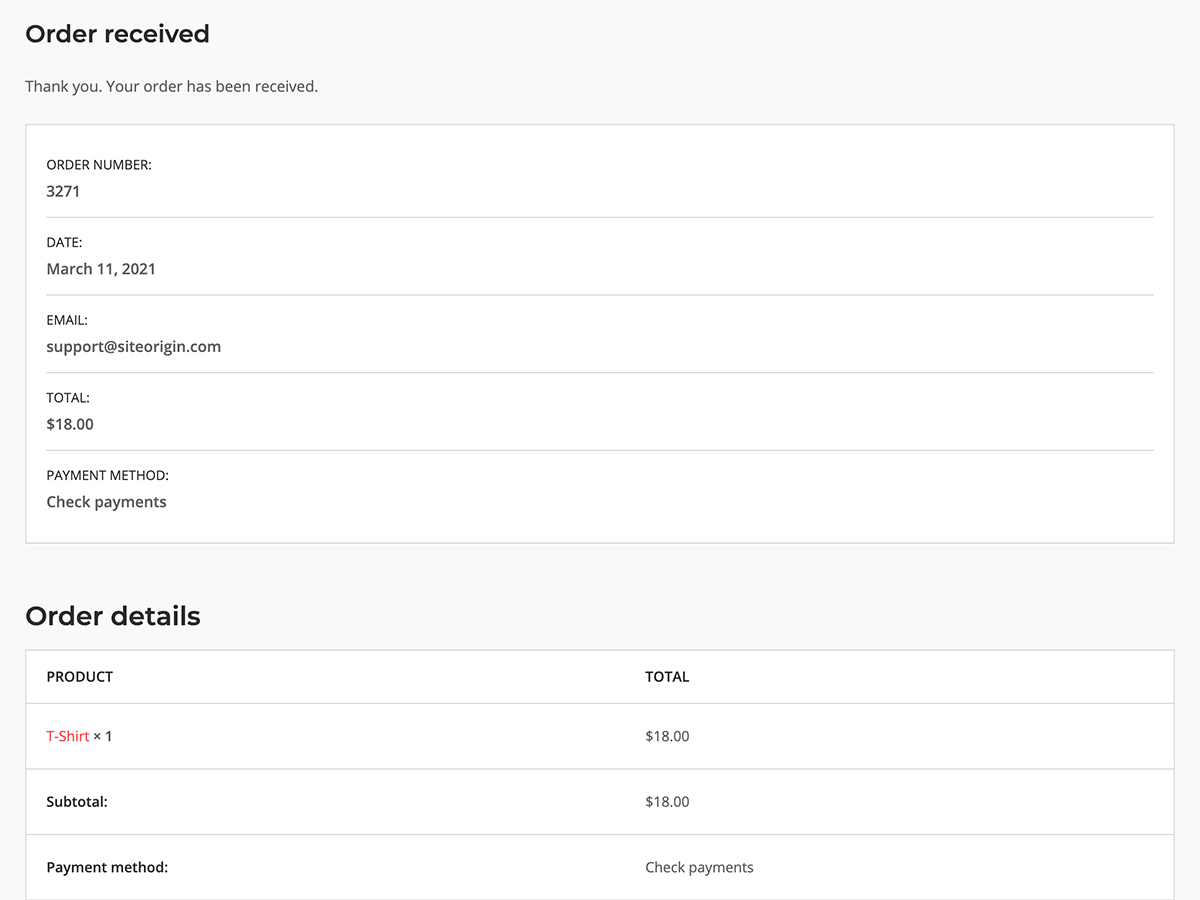 Order received
Thank you. Your order has been received.
ORDER NUMBER:
3271
DATE:
March 11, 2021
EMAIL:
support@siteorigin.com
TOTAL:
$18.00
PAYMENT METHOD:
Check payments
Order details
PRODUCT TOTAL
T-Shirt × 1 $18.00
Subtotal: $18.00
Payment method: Check payments